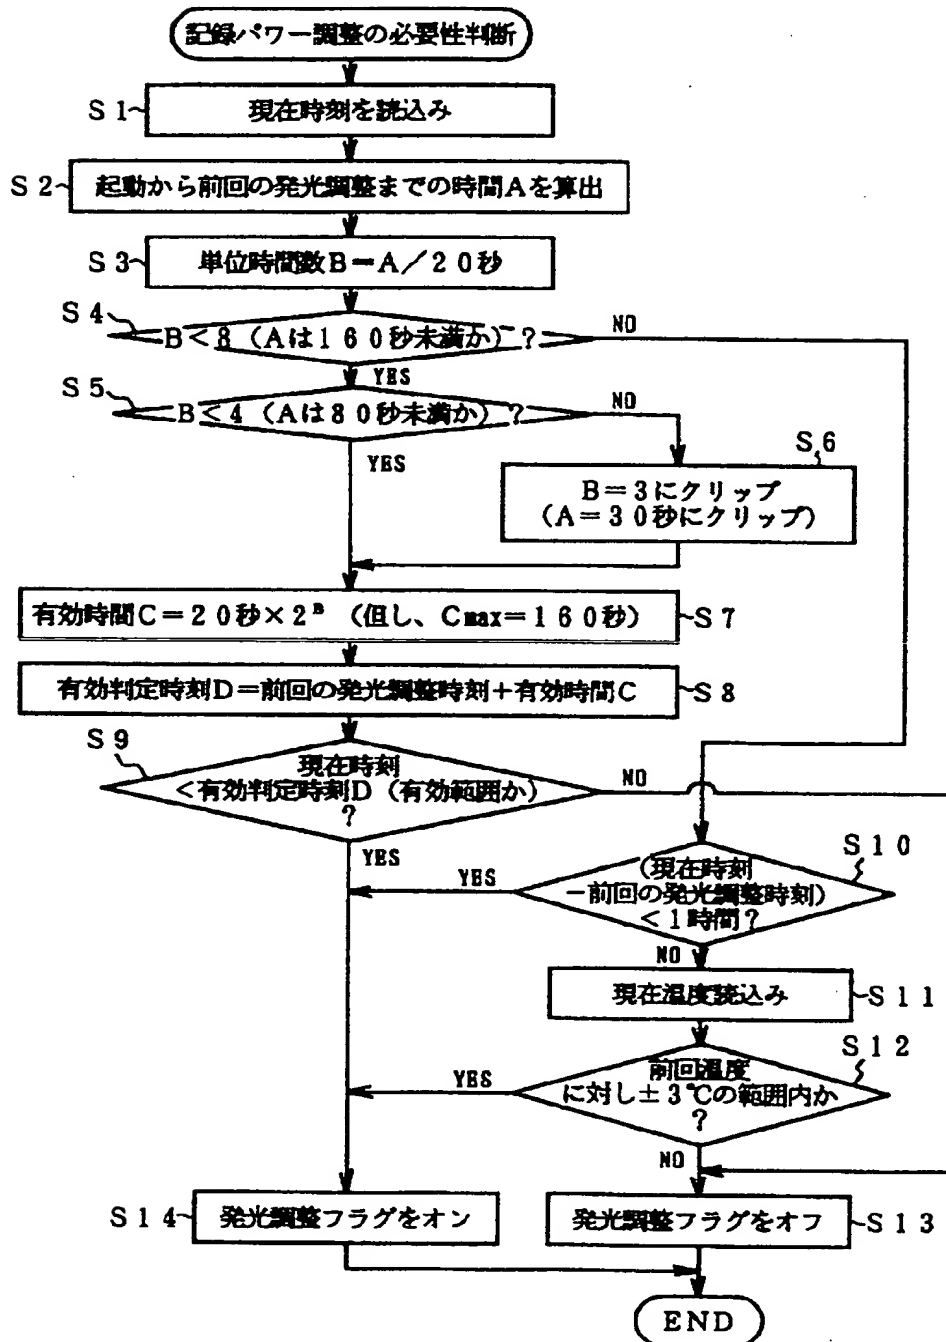 記録パワー調整の必要性判断
S1
現在時刻を読込み
S2
起動から前回の発光調整までの時間Aを算出
S3
単位時間数B=A/20秒
S4
B<8(Aは160秒未満か)?
NO
YES
S5
B<4(Aは80秒未満か)?
NO
YES
S6
B=3にクリップ
(A=30秒にクリップ)
有効時間C=20秒×2ᴮ(但し、Cmax=160秒)
S7
有効判定時刻D=前回の発光調整時刻+有効時間C
S8
S9
現在時刻
<有効判定時刻D(有効範囲か)
?
NO
YES
S10
(現在時刻
-前回の発光調整時刻)
<1時間?
YES
NO
現在温度読込み
S11
S12
前回温度
に対し±3℃の範囲内か
?
YES
NO
S14
発光調整フラグをオン
発光調整フラグをオフ
S13
END